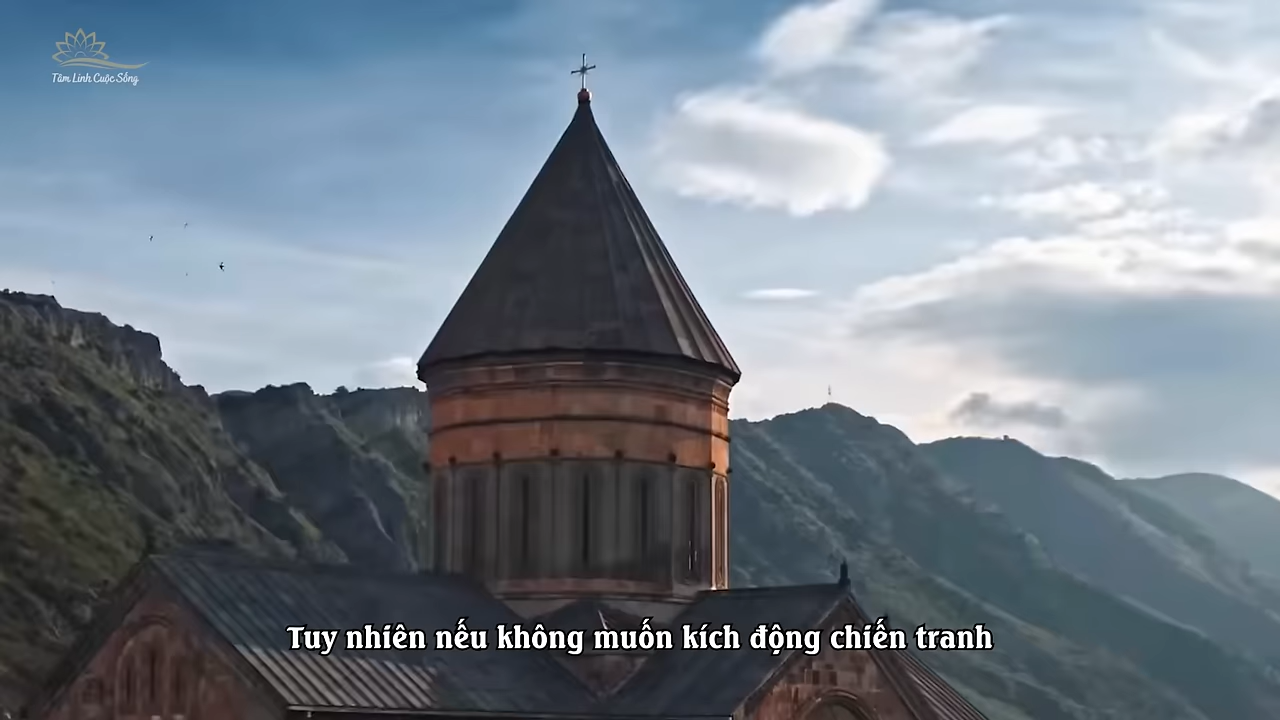 Tâm Linh Cuộc Sống
Tuy nhiên nếu không muốn kích động chiến tranh